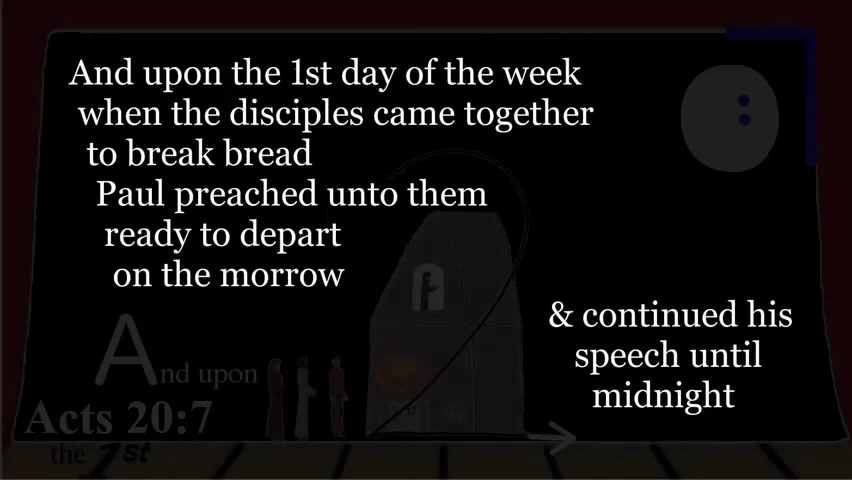 And upon the 1st day of the week
when the disciples came together
to break bread
Paul preached unto them
ready to depart
on the morrow
& continued his
speech until
midnight
And upon
Acts 20:7
the 1st